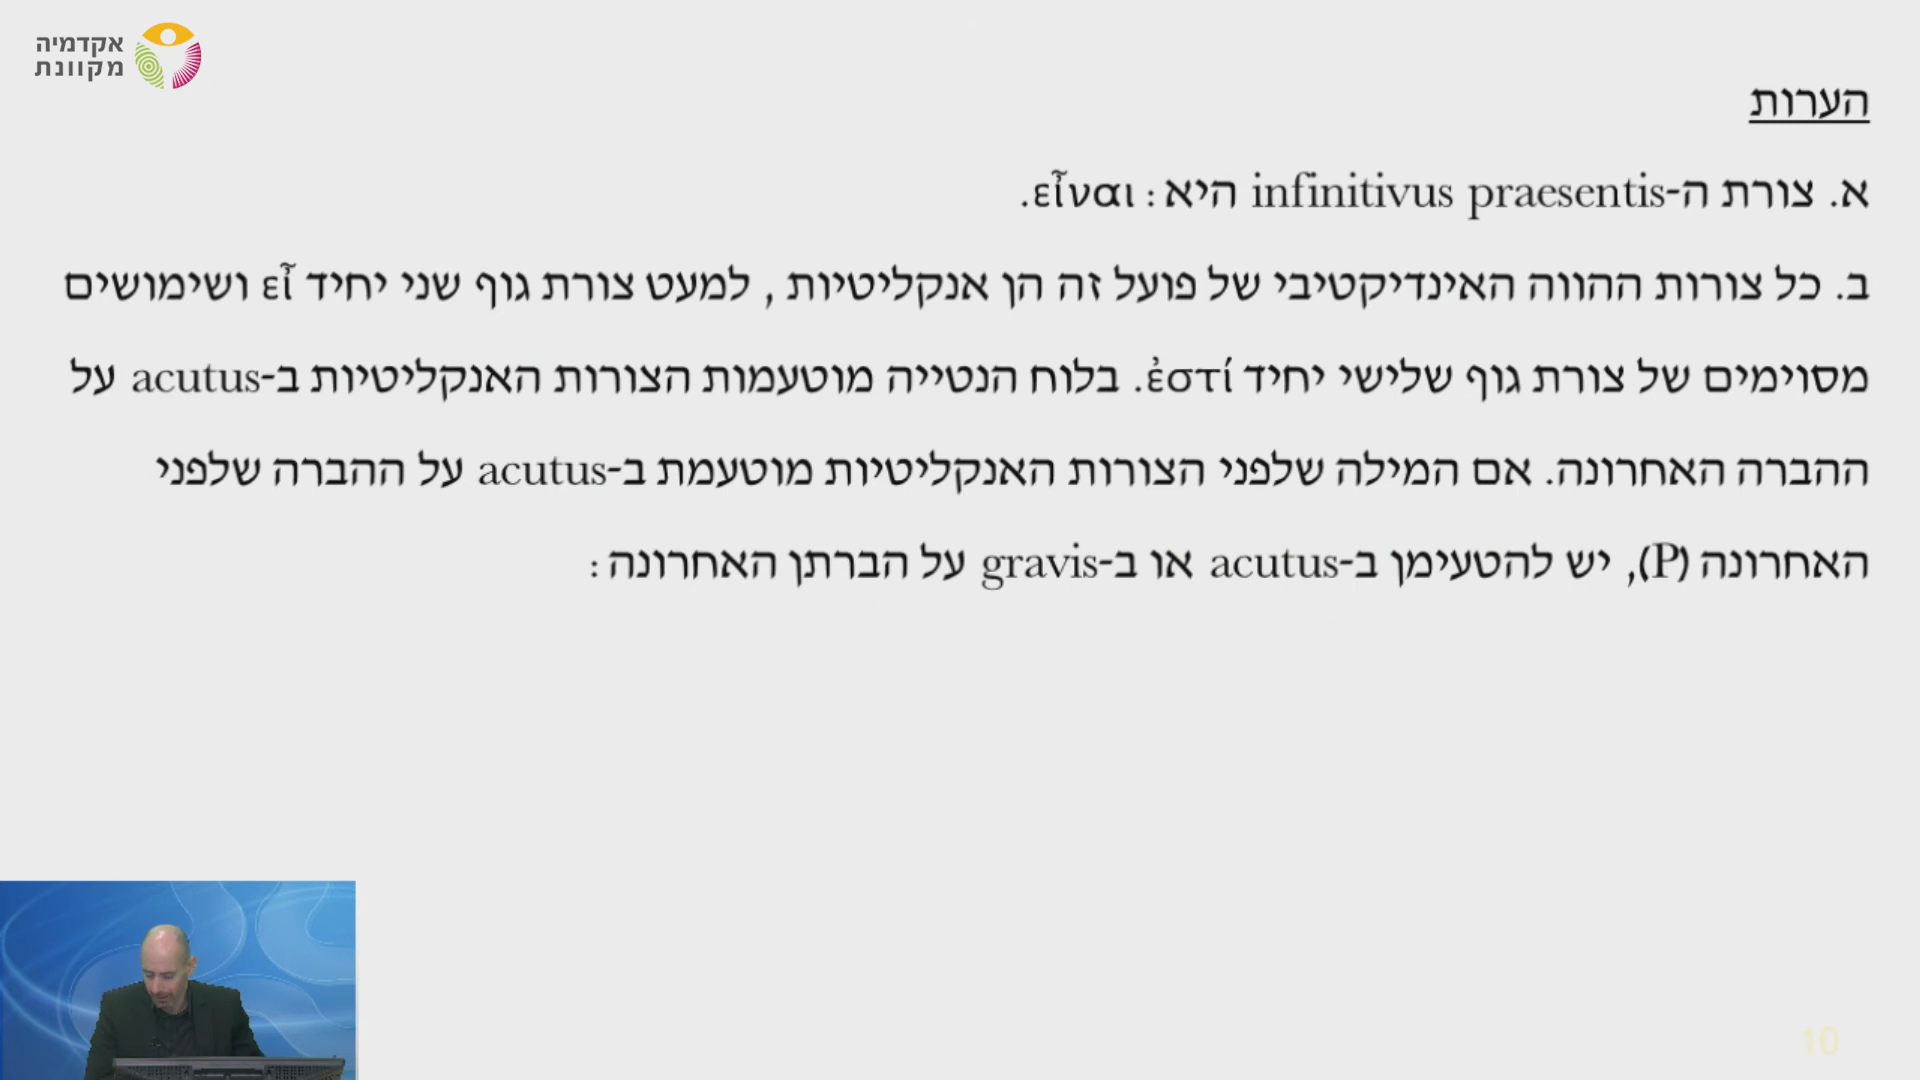 אקדמיה
מקוונת
הערות
א. צורת ה-infinitivus praesentis היא : εἶναι.
ב. כל צורות ההווה האינדיקטיבי של פועל זה הן אנקליטיות , למעט צורת גוף שני יחיד εἶ ושימושים
מסוימים של צורת גוף שלישי יחיד ἐστί. בלוח הנטייה מוטעמות הצורות האנקליטיות ב-acutus על
ההברה האחרונה. אם המילה שלפני הצורות האנקליטיות מוטעמת ב-acutus על ההברה שלפני
האחרונה (P), יש להטעימן ב-acutus או ב-gravis על הברתן האחרונה :
10